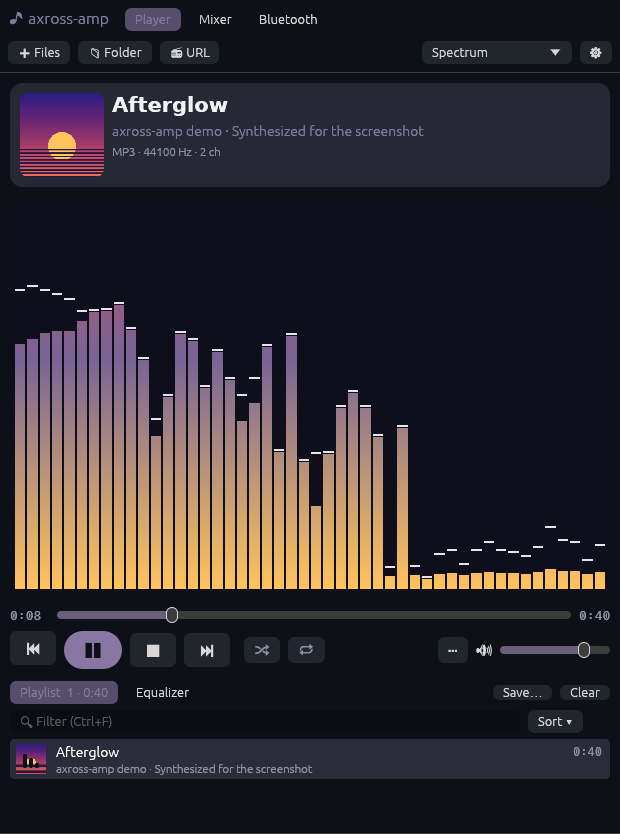 axross-amp Player Mixer Bluetooth
Files Folder URL Spectrum
Afterglow
axross-amp demo · Synthesized for the screenshot
MP3 · 44100 Hz · 2 ch
0:08 0:40
Playlist 1 · 0:40 Equalizer Save... Clear
Filter (Ctrl+F) Sort
Afterglow 0:40
axross-amp demo · Synthesized for the screenshot